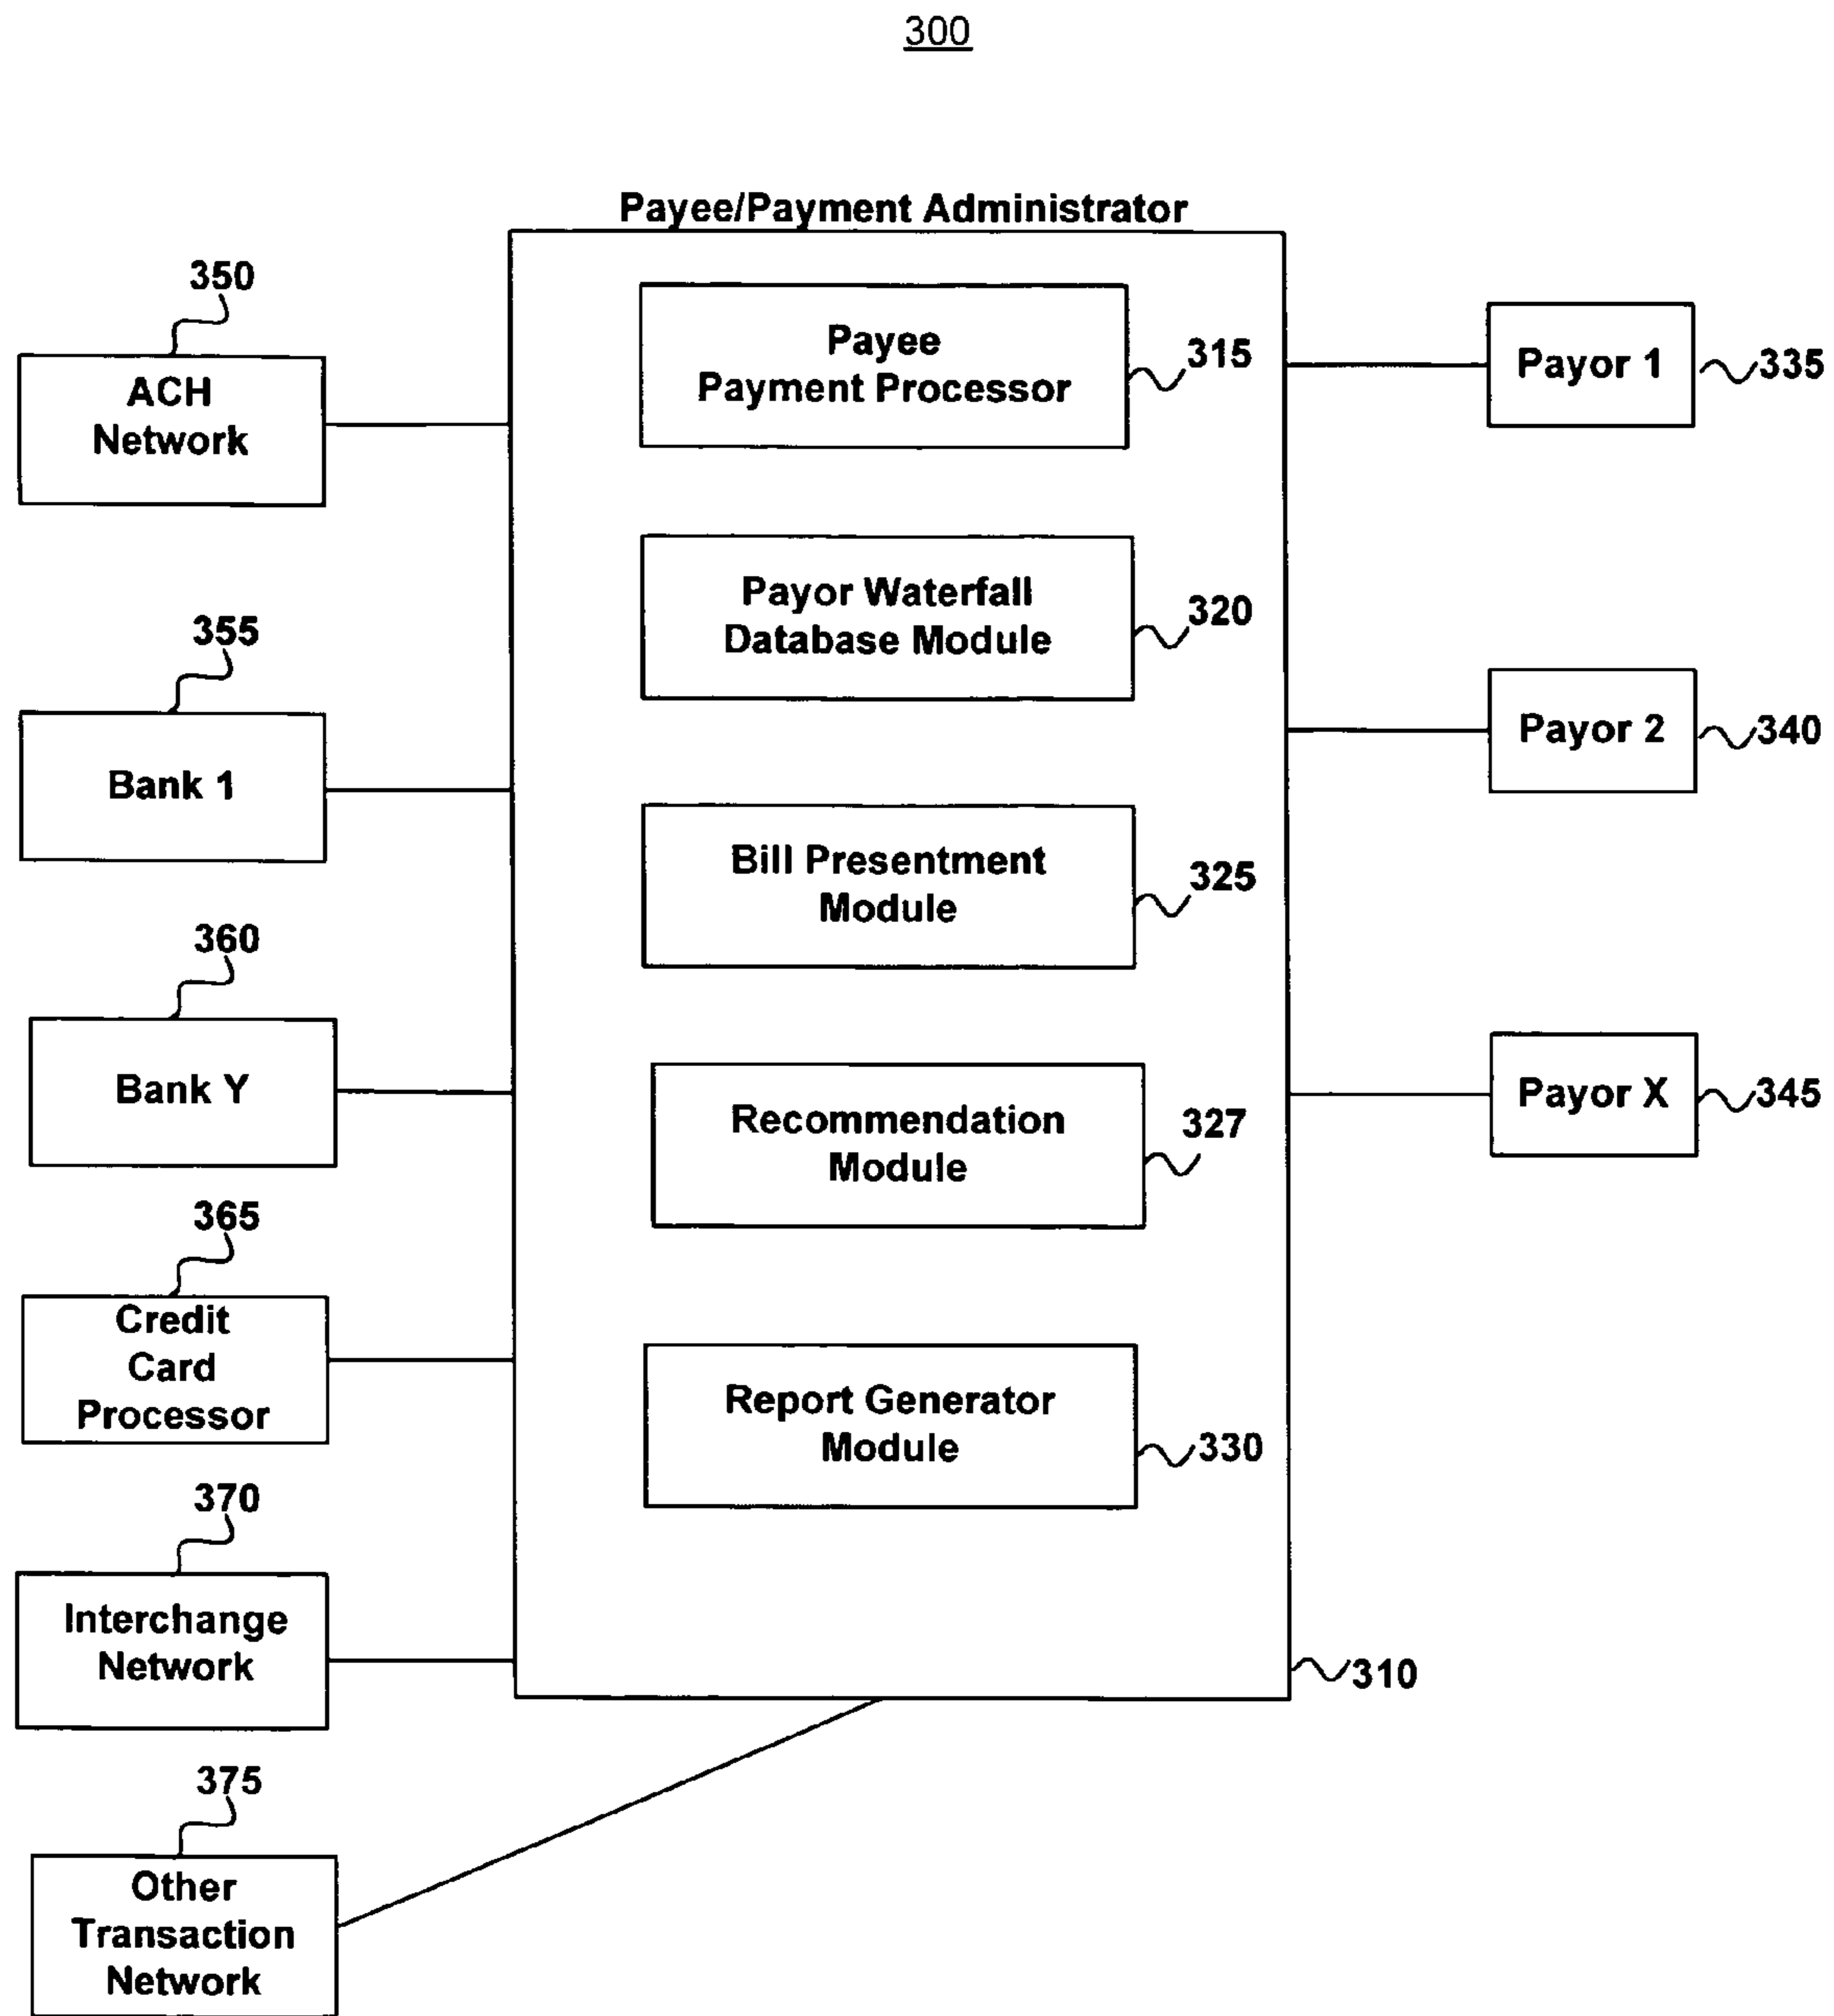 300
Payee/Payment Administrator
350
ACH
Network
355
Bank 1
360
Bank Y
365
Credit
Card
Processor
370
Interchange
Network
375
Other
Transaction
Network
Payee
Payment Processor
315
Payor Waterfall
Database Module
320
Bill Presentment
Module
325
Recommendation
Module
327
Report Generator
Module
330
310
Payor 1
335
Payor 2
340
Payor X
345